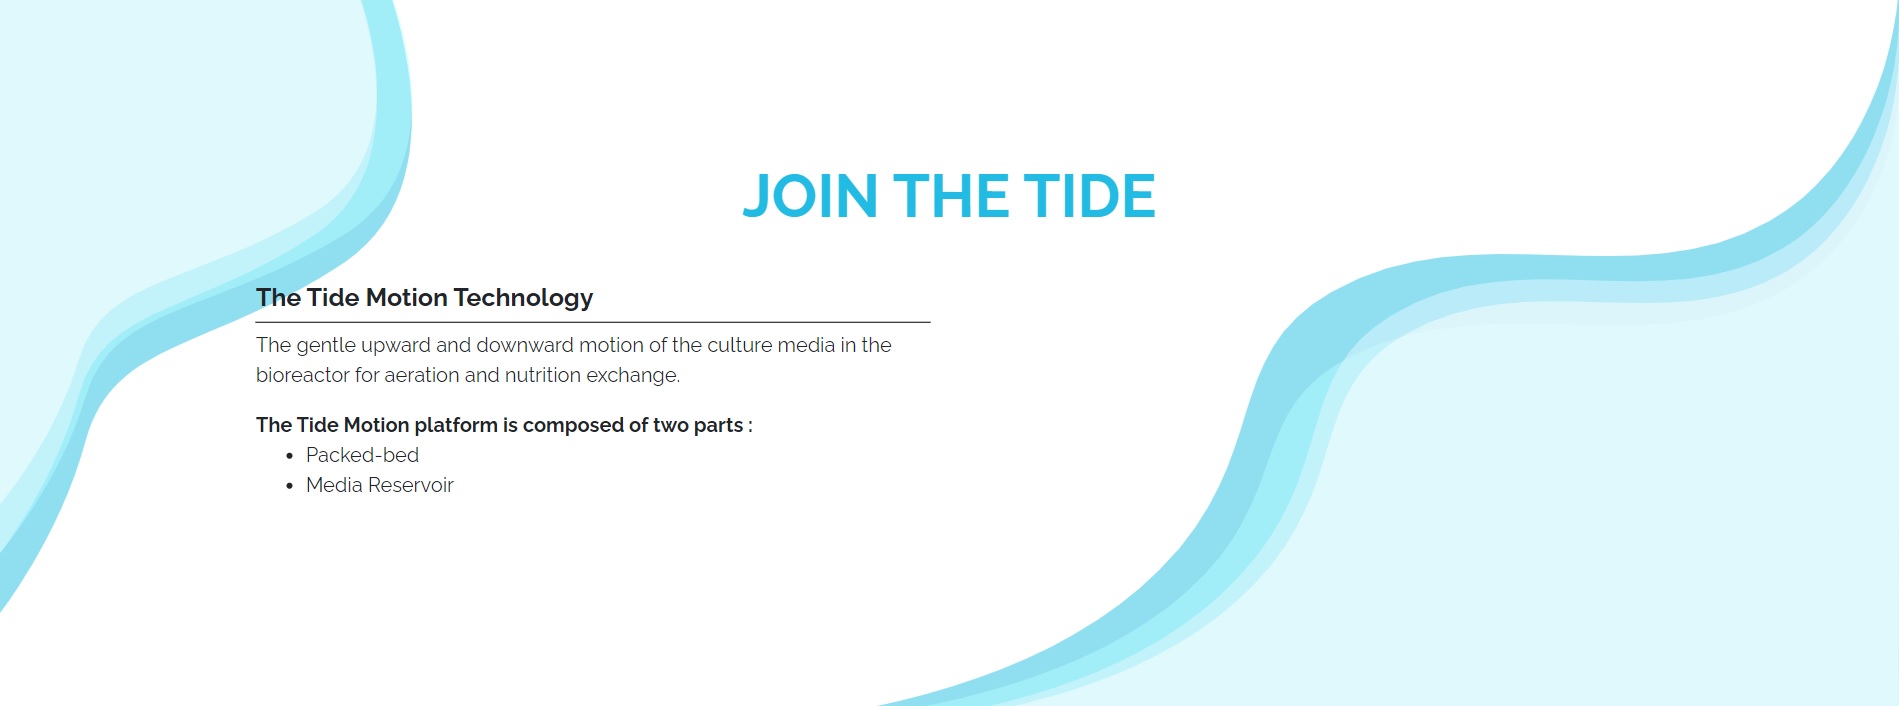 JOIN THE TIDE
The Tide Motion Technology
The gentle upward and downward motion of the culture media in the
bioreactor for aeration and nutrition exchange.
The Tide Motion platform is composed of two parts :
• Packed-bed
• Media Reservoir